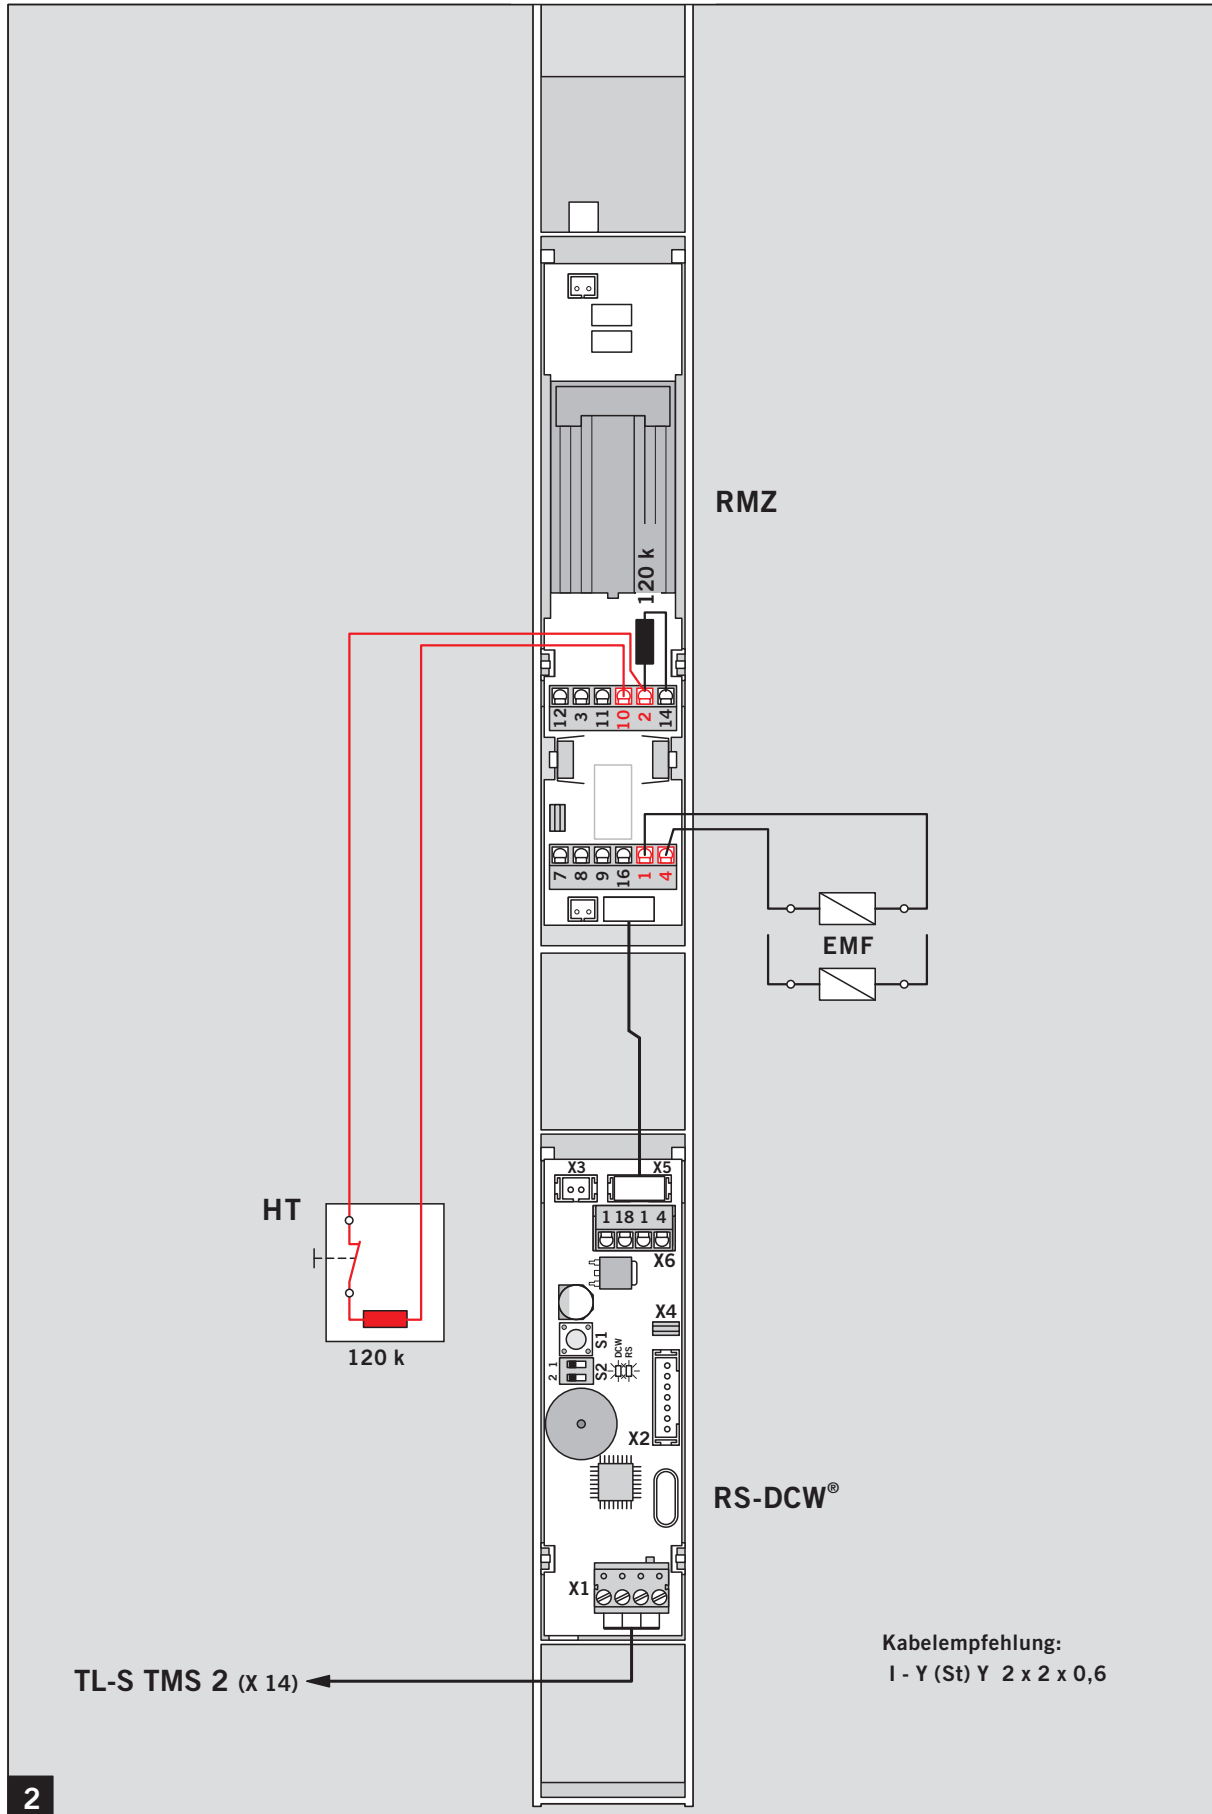 RMZ
120 k
12 3 11 10 2 14
7 8 9 16 1 4
EMF
X3 X5
1 18 1 4
X6
HT
120 k
X4
S1
DCW
RS
1
2
S2
X2
RS-DCW®
X1
Kabelempfehlung:
I - Y (St) Y 2 x 2 x 0,6
TL-S TMS 2 (X 14)
2